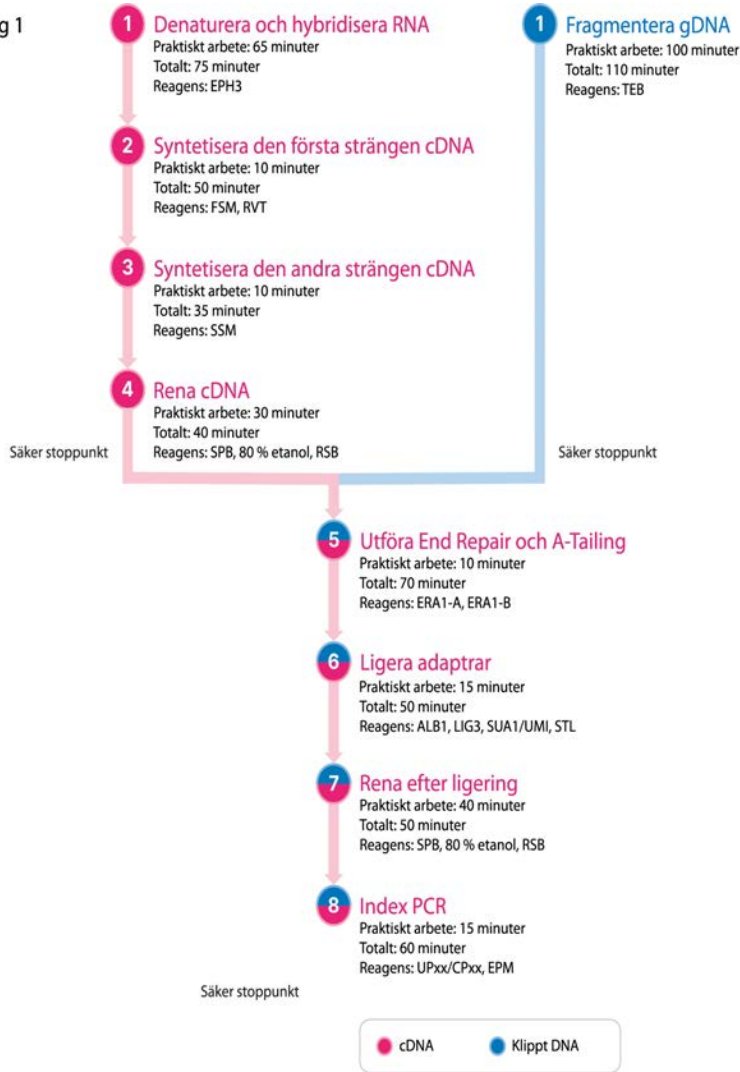 g 1
1 Denaturera och hybridisera RNA
Praktiskt arbete: 65 minuter
Totalt: 75 minuter
Reagens: EPH3
1 Fragmentera gDNA
Praktiskt arbete: 100 minuter
Totalt: 110 minuter
Reagens: TEB
2 Syntetisera den första strängen cDNA
Praktiskt arbete: 10 minuter
Totalt: 50 minuter
Reagens: FSM, RVT
3 Syntetisera den andra strängen cDNA
Praktiskt arbete: 10 minuter
Totalt: 35 minuter
Reagens: SSM
4 Rena cDNA
Praktiskt arbete: 30 minuter
Totalt: 40 minuter
Reagens: SPB, 80 % etanol, RSB
Säker stoppunkt
Säker stoppunkt
5 Utföra End Repair och A-Tailing
Praktiskt arbete: 10 minuter
Totalt: 70 minuter
Reagens: ERA1-A, ERA1-B
6 Ligera adaptrar
Praktiskt arbete: 15 minuter
Totalt: 50 minuter
Reagens: ALB1, LIG3, SUA1/UMI, STL
7 Rena efter ligering
Praktiskt arbete: 40 minuter
Totalt: 50 minuter
Reagens: SPB, 80 % etanol, RSB
8 Index PCR
Praktiskt arbete: 15 minuter
Totalt: 60 minuter
Reagens: UPxx/CPxx, EPM
Säker stoppunkt
cDNA
Klippt DNA